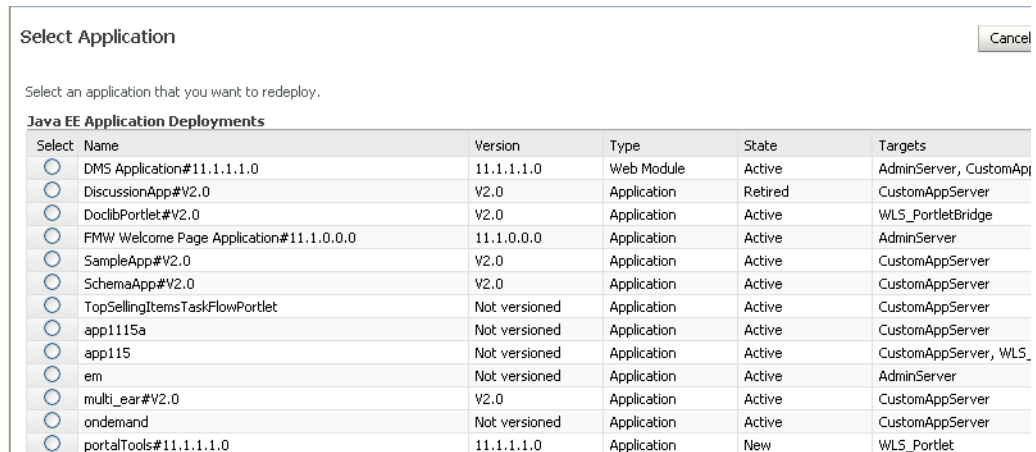 Select Application
Cancel
Select an application that you want to redeploy.
Java EE Application Deployments
Select Name Version Type State Targets
DMS Application#11.1.1.1.0 11.1.1.1.0 Web Module Active AdminServer, CustomApp
DiscussionApp#V2.0 V2.0 Application Retired CustomAppServer
DoclibPortlet#V2.0 V2.0 Application Active WLS_PortletBridge
FMW Welcome Page Application#11.1.0.0.0 11.1.0.0.0 Application Active AdminServer
SampleApp#V2.0 V2.0 Application Active CustomAppServer
SchemaApp#V2.0 V2.0 Application Active CustomAppServer
TopSellingItemsTaskFlowPortlet Not versioned Application Active CustomAppServer
app1115a Not versioned Application Active CustomAppServer
app115 Not versioned Application Active CustomAppServer, WLS_
em Not versioned Application Active AdminServer
multi_ear#V2.0 V2.0 Application Active CustomAppServer
ondemand Not versioned Application Active CustomAppServer
portalTools#11.1.1.1.0 11.1.1.1.0 Application New WLS_Portlet